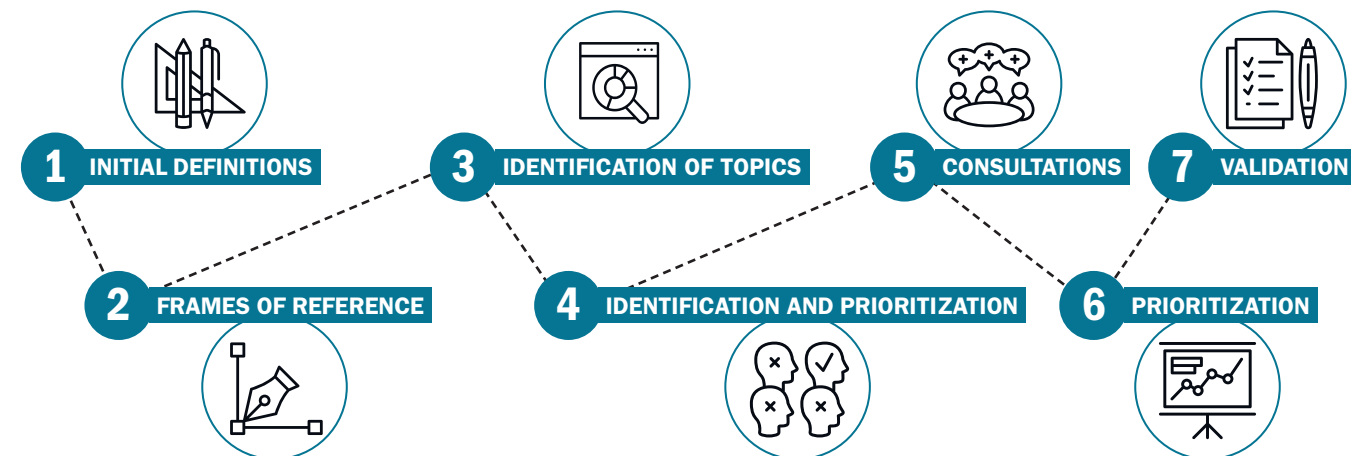 1 INITIAL DEFINITIONS
2 FRAMES OF REFERENCE
3 IDENTIFICATION OF TOPICS
4 IDENTIFICATION AND PRIORITIZATION
5 CONSULTATIONS
6 PRIORITIZATION
7 VALIDATION